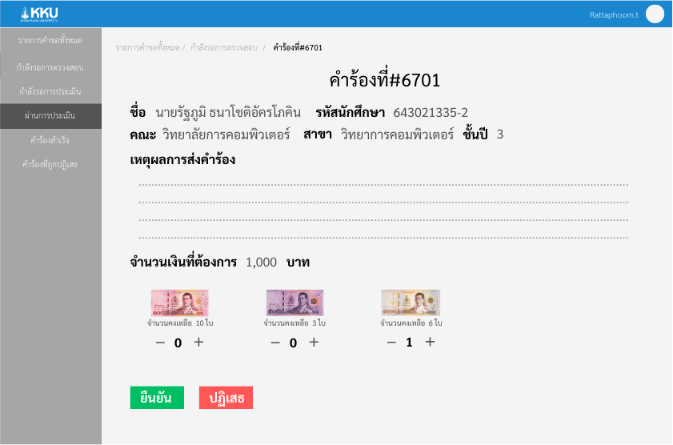 KKU
Rattaphoom.t
รายการคำขอทั้งหมด
กำลังรอการตรวจสอบ
กำลังรอการประเมิน
ผ่านการประเมิน
คำร้องสำเร็จ
คำร้องที่ถูกปฏิเสธ
รายการคำขอทั้งหมด / กำลังรอการตรวจสอบ / คำร้องที่#6701
คำร้องที่#6701
ชื่อ นายรัฐภูมิ ธนาโชติอัครโภคิน รหัสนักศึกษา 643021335-2
คณะ วิทยาลัยการคอมพิวเตอร์ สาขา วิทยาการคอมพิวเตอร์ ชั้นปี 3
เหตุผลการส่งคำร้อง
จำนวนเงินที่ต้องการ 1,000 บาท
จำนวนคงเหลือ 10 ใบ จำนวนคงเหลือ 3 ใบ จำนวนคงเหลือ 6 ใบ
− 0 + − 0 + − 1 +
ยืนยัน ปฏิเสธ